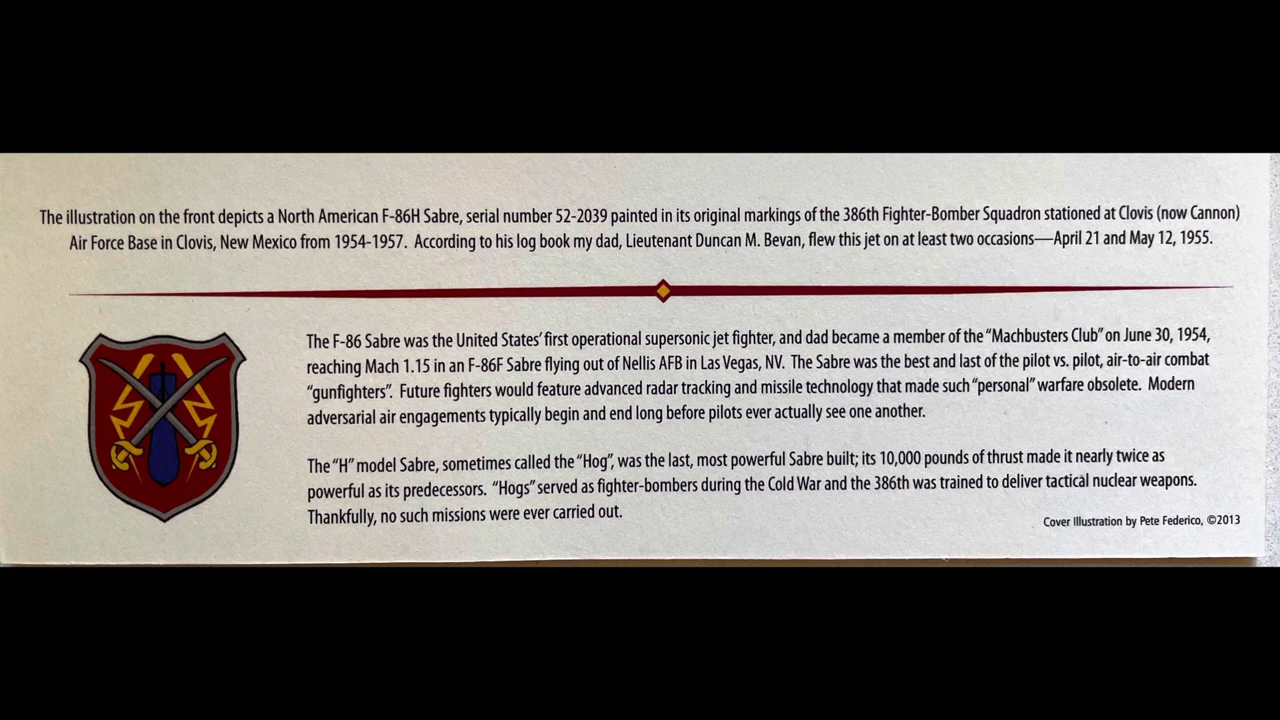 The illustration on the front depicts a North American F-86H Sabre, serial number 52-2039 painted in its original markings of the 386th Fighter-Bomber Squadron stationed at Clovis (now Cannon)
Air Force Base in Clovis, New Mexico from 1954-1957.  According to his log book my dad, Lieutenant Duncan M. Bevan, flew this jet on at least two occasions—April 21 and May 12, 1955.
The F-86 Sabre was the United States' first operational supersonic jet fighter, and dad became a member of the "Machbusters Club" on June 30, 1954,
reaching Mach 1.15 in an F-86F Sabre flying out of Nellis AFB in Las Vegas, NV.  The Sabre was the best and last of the pilot vs. pilot, air-to-air combat
"gunfighters".  Future fighters would feature advanced radar tracking and missile technology that made such "personal" warfare obsolete.  Modern
adversarial air engagements typically begin and end long before pilots ever actually see one another.
The "H" model Sabre, sometimes called the "Hog", was the last, most powerful Sabre built; its 10,000 pounds of thrust made it nearly twice as
powerful as its predecessors.  "Hogs" served as fighter-bombers during the Cold War and the 386th was trained to deliver tactical nuclear weapons.
Thankfully, no such missions were ever carried out.
Cover Illustration by Pete Federico, ©2013